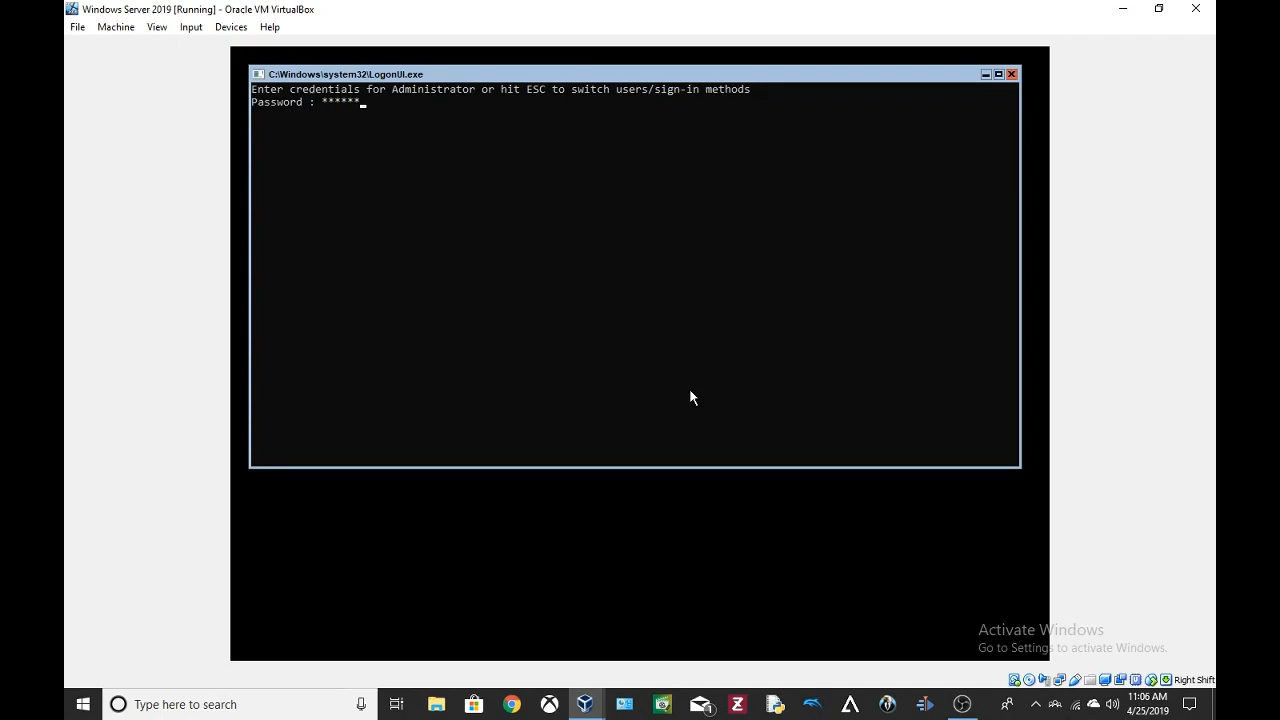 Windows Server 2019 [Running] - Oracle VM VirtualBox
File Machine View Input Devices Help
C:\Windows\system32\LogonUI.exe
Enter credentials for Administrator or hit ESC to switch users/sign-in methods
Password : ******
Activate Windows
Go to Settings to activate Windows.
Right Shift
Type here to search
11:06 AM
4/25/2019